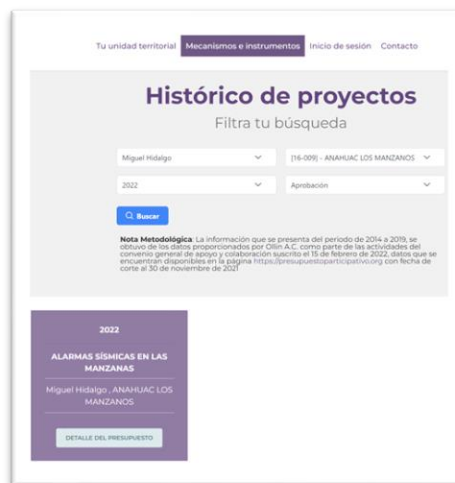 Tu unidad territorial Mecanismos e instrumentos Inicio de sesión Contacto
Histórico de proyectos
Filtra tu búsqueda
Miguel Hidalgo (16-009) - ANAHUAC LOS MANZANOS
2022 Aprobación
Buscar
Nota Metodológica: La información que se presenta del periodo de 2014 a 2019, se
obtuvo de los datos proporcionados por Ollin A.C. como parte de las actividades del
convenio general de apoyo y colaboración suscrito el 15 de febrero de 2022, datos que se
encuentran disponibles en la página https://presupuestoparticipativo.org con fecha de
corte al 30 de noviembre de 2021
2022
ALARMAS SÍSMICAS EN LAS
MANZANAS
Miguel Hidalgo , ANAHUAC LOS
MANZANOS
DETALLE DEL PRESUPUESTO